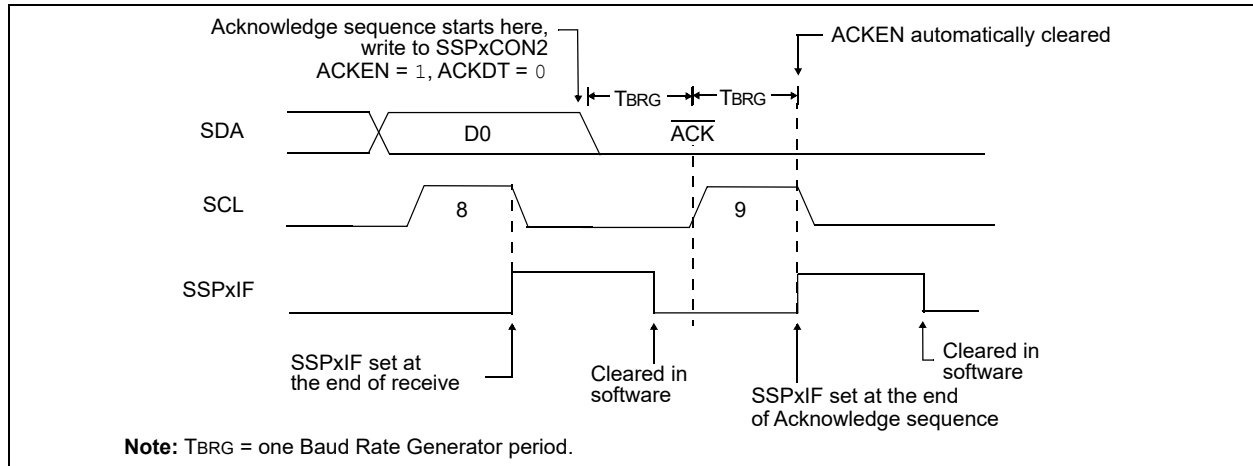 Acknowledge sequence starts here,
write to SSPxCON2
ACKEN = 1, ACKDT = 0
ACKEN automatically cleared
TBRG
TBRG
SDA
D0
ACK
SCL
8
9
SSPxIF
SSPxIF set at
the end of receive
Cleared in
software
SSPxIF set at the end
of Acknowledge sequence
Cleared in
software
Note: TBRG = one Baud Rate Generator period.